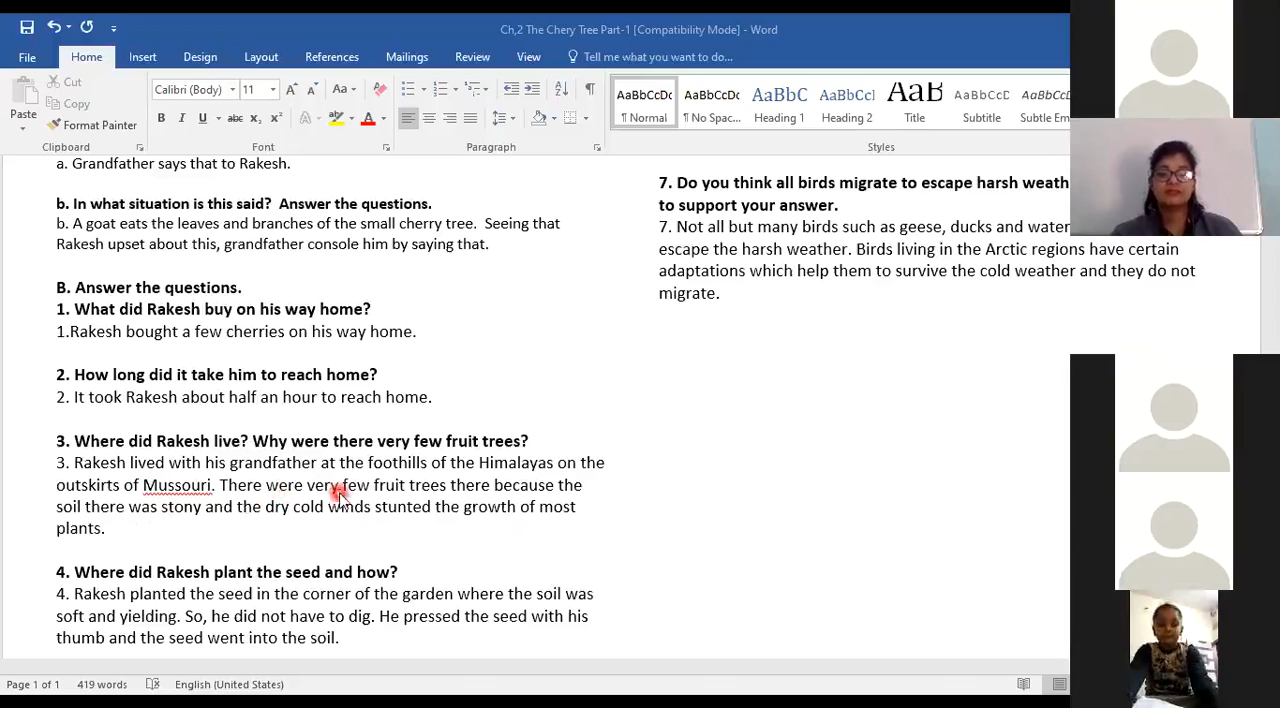 Ch,2 The Chery Tree Part-1 [Compatibility Mode] - Word
File Home Insert Design Layout References Mailings Review View Tell me what you want to do...
Paste
Cut
Copy
Format Painter
Clipboard
Calibri (Body) 11
Font
Paragraph
AaBbCcDc AaBbCcDc AaBbC AaBbCcI AaB AaBbCcD AaBbCcDc
¶ Normal ¶ No Spac... Heading 1 Heading 2 Title Subtitle Subtle Em
Styles
a. Grandfather says that to Rakesh.
b. In what situation is this said? Answer the questions.
b. A goat eats the leaves and branches of the small cherry tree. Seeing that
Rakesh upset about this, grandfather console him by saying that.
B. Answer the questions.
1. What did Rakesh buy on his way home?
1.Rakesh bought a few cherries on his way home.
2. How long did it take him to reach home?
2. It took Rakesh about half an hour to reach home.
3. Where did Rakesh live? Why were there very few fruit trees?
3. Rakesh lived with his grandfather at the foothills of the Himalayas on the
outskirts of Mussouri. There were very few fruit trees there because the
soil there was stony and the dry cold winds stunted the growth of most
plants.
4. Where did Rakesh plant the seed and how?
4. Rakesh planted the seed in the corner of the garden where the soil was
soft and yielding. So, he did not have to dig. He pressed the seed with his
thumb and the seed went into the soil.
7. Do you think all birds migrate to escape harsh weath
to support your answer.
7. Not all but many birds such as geese, ducks and water
escape the harsh weather. Birds living in the Arctic regions have certain
adaptations which help them to survive the cold weather and they do not
migrate.
Page 1 of 1 419 words English (United States)